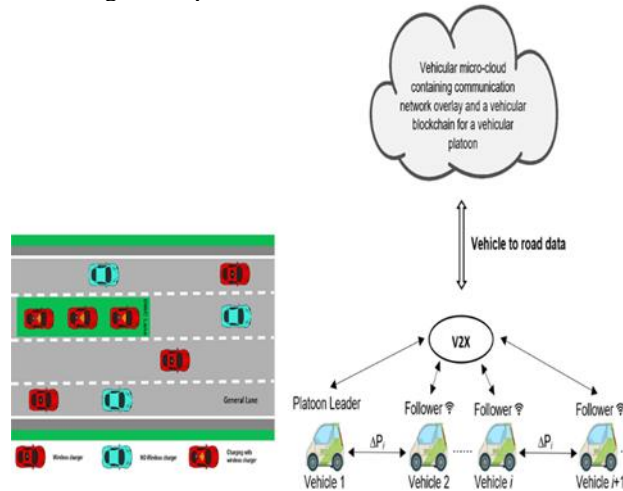 Vehicular micro-cloud
containing communication
network overlay and a vehicular
blockchain for a vehicular
platoon
Vehicle to road data
V2X
Platoon Leader
Follower
Follower
Follower
ΔPᵢ
ΔPᵢ
Vehicle 1
Vehicle 2
Vehicle i
Vehicle i+1
General Lane
Wireless charger
NO Wireless charger
Charging with
wireless charger